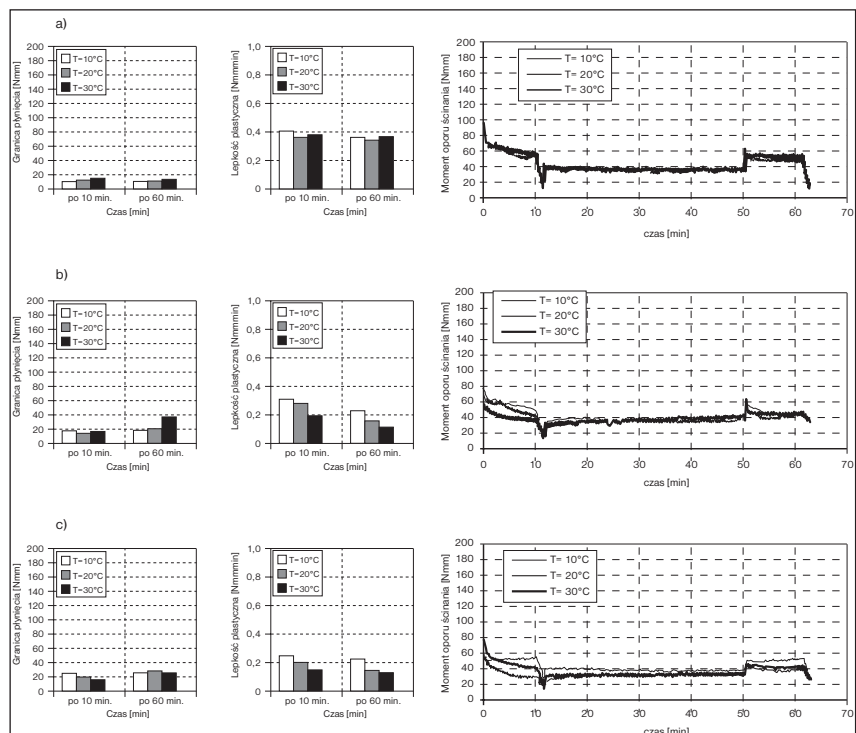 a)
Granica płynięcia [Nmm]
200
180
160
140
120
100
80
60
40
20
0
T=10°C
T=20°C
T=30°C
po 10 min.
po 60 min.
Czas [min]
Lepkość plastyczna [Nmmmin]
1,0
0,8
0,6
0,4
0,2
0
T=10°C
T=20°C
T=30°C
po 10 min.
po 60 min.
Czas [min]
Moment oporu ścinania [Nmm]
200
180
160
140
120
100
80
60
40
20
0
T= 10°C
T= 20°C
T= 30°C
0 10 20 30 40 50 60 70
czas [min]
b)
Granica płynięcia [Nmm]
200
180
160
140
120
100
80
60
40
20
0
T=10°C
T=20°C
T=30°C
po 10 min.
po 60 min.
Czas [min]
Lepkość plastyczna [Nmmmin]
1,0
0,8
0,6
0,4
0,2
0
T=10°C
T=20°C
T=30°C
po 10 min.
po 60 min.
Czas [min]
Moment oporu ścinania [Nmm]
200
180
160
140
120
100
80
60
40
20
0
T= 10°C
T= 20°C
T= 30°C
0 10 20 30 40 50 60 70
czas [min]
c)
Granica płynięcia [Nmm]
200
180
160
140
120
100
80
60
40
20
0
T=10°C
T=20°C
T=30°C
po 10 min.
po 60 min.
Czas [min]
Lepkość plastyczna [Nmmmin]
1,0
0,8
0,6
0,4
0,2
0
T=10°C
T=20°C
T=30°C
po 10 min.
po 60 min.
Czas [min]
Moment oporu ścinania [Nmm]
200
180
160
140
120
100
80
60
40
20
0
T= 10°C
T= 20°C
T= 30°C
0 10 20 30 40 50 60 70
czas [min]